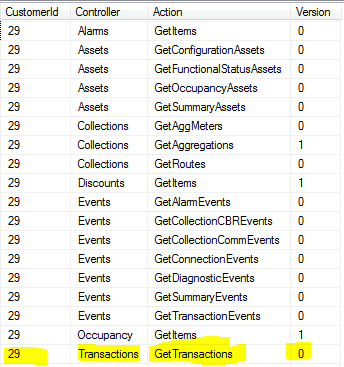 CustomerId Controller Action Version
29 Alarms GetItems 0
29 Assets GetConfigurationAssets 0
29 Assets GetFunctionalStatusAssets 0
29 Assets GetOccupancyAssets 0
29 Assets GetSummaryAssets 0
29 Collections GetAggMeters 0
29 Collections GetAggregations 1
29 Collections GetRoutes 0
29 Discounts GetItems 1
29 Events GetAlarmEvents 0
29 Events GetCollectionCBREvents 0
29 Events GetCollectionCommEvents 0
29 Events GetConnectionEvents 0
29 Events GetDiagnosticEvents 0
29 Events GetSummaryEvents 0
29 Events GetTransactionEvents 0
29 Occupancy GetItems 1
29 Transactions GetTransactions 0